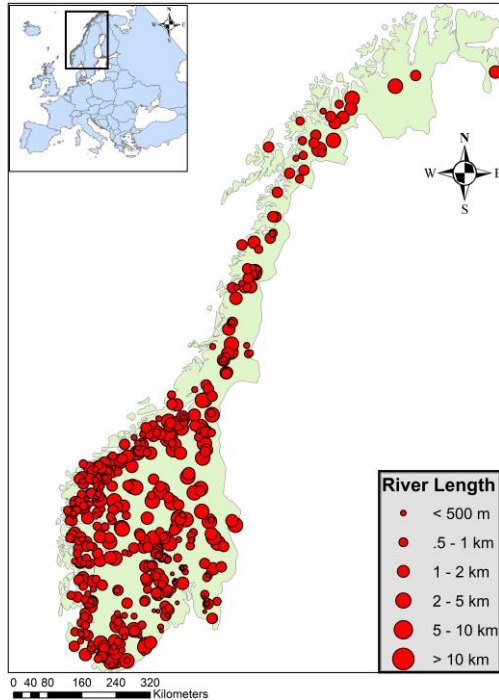 N
W E
S
N
W E
S
River Length
< 500 m
.5 - 1 km
1 - 2 km
2 - 5 km
5 - 10 km
> 10 km
0 40 80 160 240 320
Kilometers